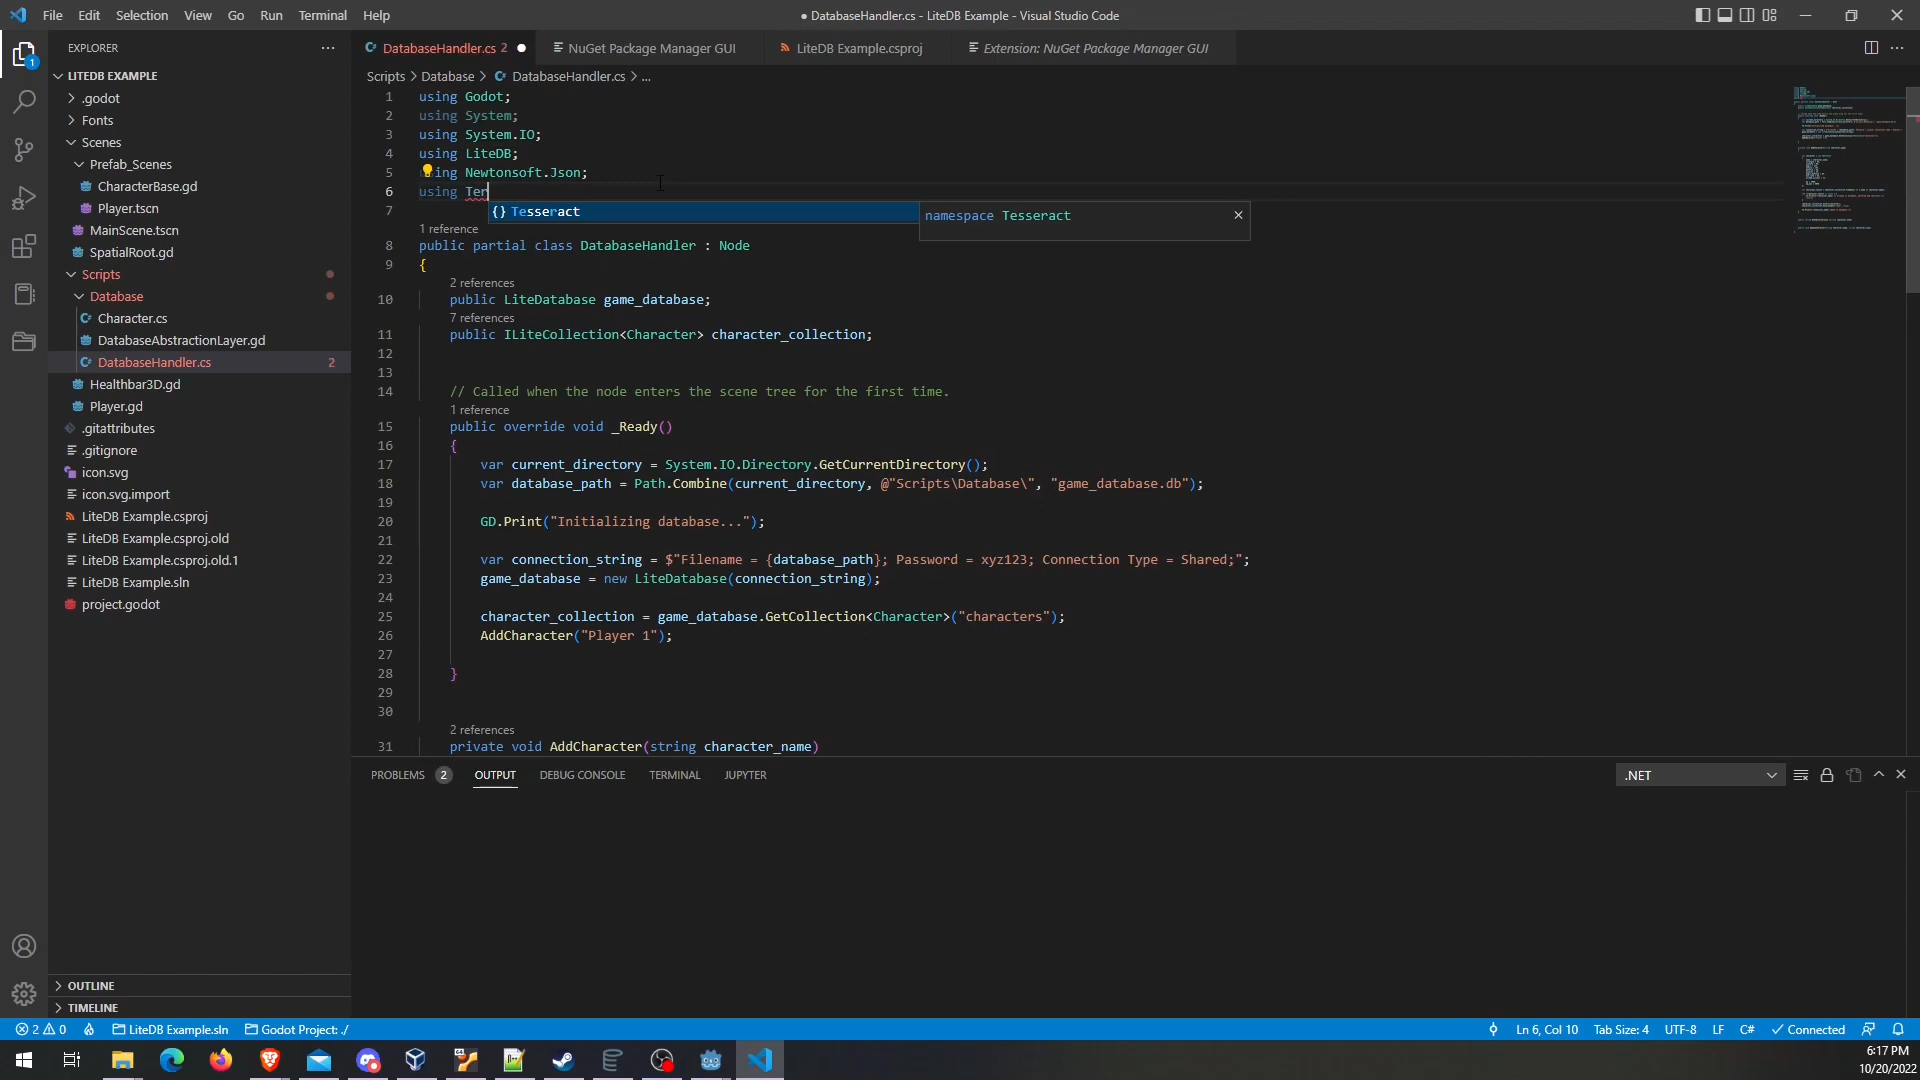 File Edit Selection View Go Run Terminal Help
● DatabaseHandler.cs - LiteDB Example - Visual Studio Code
EXPLORER
LITEDB EXAMPLE
.godot
Fonts
Scenes
Prefab_Scenes
CharacterBase.gd
Player.tscn
MainScene.tscn
SpatialRoot.gd
Scripts
Database
Character.cs
DatabaseAbstractionLayer.gd
DatabaseHandler.cs 2
Healthbar3D.gd
Player.gd
.gitattributes
.gitignore
icon.svg
icon.svg.import
LiteDB Example.csproj
LiteDB Example.csproj.old
LiteDB Example.csproj.old.1
LiteDB Example.sln
project.godot
OUTLINE
TIMELINE
DatabaseHandler.cs 2 NuGet Package Manager GUI LiteDB Example.csproj Extension: NuGet Package Manager GUI
Scripts > Database > DatabaseHandler.cs > ...
1 using Godot;
2 using System;
3 using System.IO;
4 using LiteDB;
5 ing Newtonsoft.Json;
6 using Ter
{} Tesseract
namespace Tesseract
7
1 reference
8 public partial class DatabaseHandler : Node
9 {
2 references
10 public LiteDatabase game_database;
7 references
11 public ILiteCollection<Character> character_collection;
12
13
14 // Called when the node enters the scene tree for the first time.
1 reference
15 public override void _Ready()
16 {
17 var current_directory = System.IO.Directory.GetCurrentDirectory();
18 var database_path = Path.Combine(current_directory, @"Scripts\Database\", "game_database.db");
19
20 GD.Print("Initializing database...");
21
22 var connection_string = $"Filename = {database_path}; Password = xyz123; Connection Type = Shared;";
23 game_database = new LiteDatabase(connection_string);
24
25 character_collection = game_database.GetCollection<Character>("characters");
26 AddCharacter("Player 1");
27
28 }
29
30
2 references
31 private void AddCharacter(string character_name)
PROBLEMS 2 OUTPUT DEBUG CONSOLE TERMINAL JUPYTER
.NET
2 0 LiteDB Example.sln Godot Project: ./
Ln 6, Col 10 Tab Size: 4 UTF-8 LF C# Connected
6:17 PM
10/20/2022